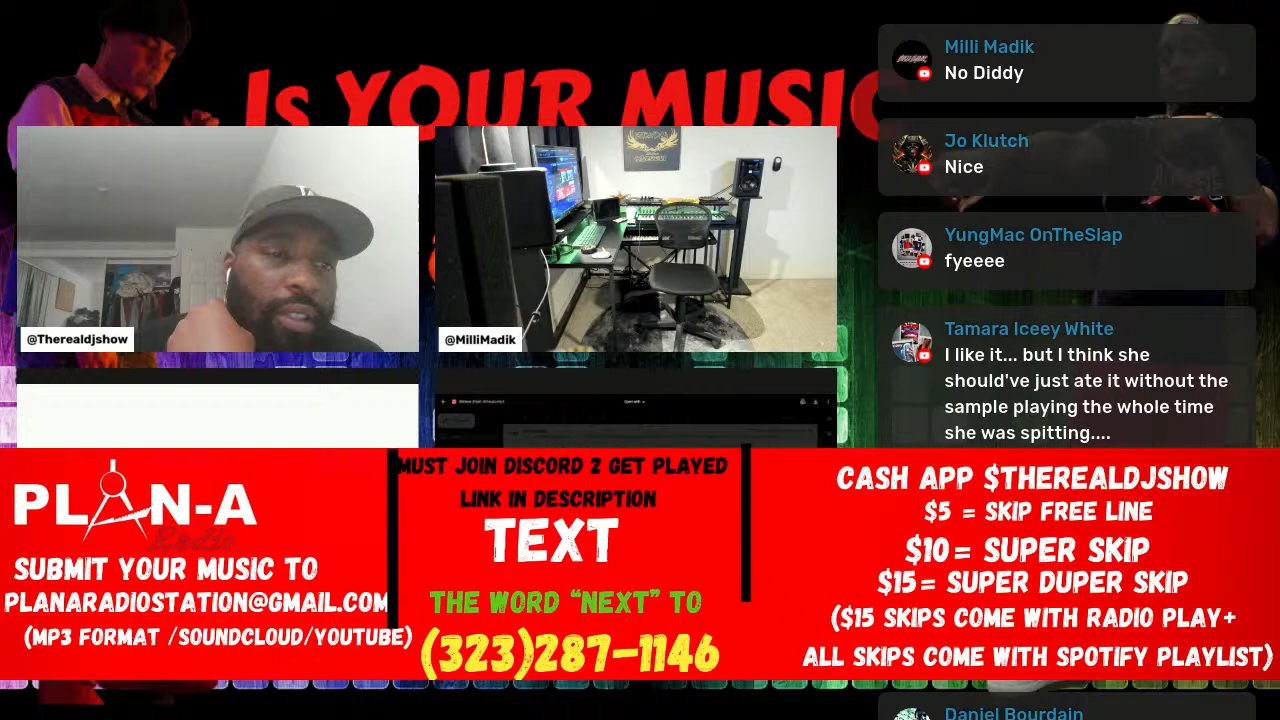 Is YOUR MUSIC
@Therealdjshow
@MilliMadik
Milli Madik
No Diddy
Jo Klutch
Nice
YungMac OnTheSlap
fyeeee
Tamara Iceey White
I like it... but I think she
should've just ate it without the
sample playing the whole time
she was spitting....
PLAN-A
Radio
SUBMIT YOUR MUSIC TO
PLANARADIOSTATION@GMAIL.COM
(MP3 FORMAT /SOUNDCLOUD/YOUTUBE)
MUST JOIN DISCORD 2 GET PLAYED
LINK IN DESCRIPTION
TEXT
THE WORD “NEXT” TO
(323)287-1146
CASH APP $THEREALDJSHOW
$5 = SKIP FREE LINE
$10= SUPER SKIP
$15= SUPER DUPER SKIP
($15 SKIPS COME WITH RADIO PLAY+
ALL SKIPS COME WITH SPOTIFY PLAYLIST)
Daniel Bourdain